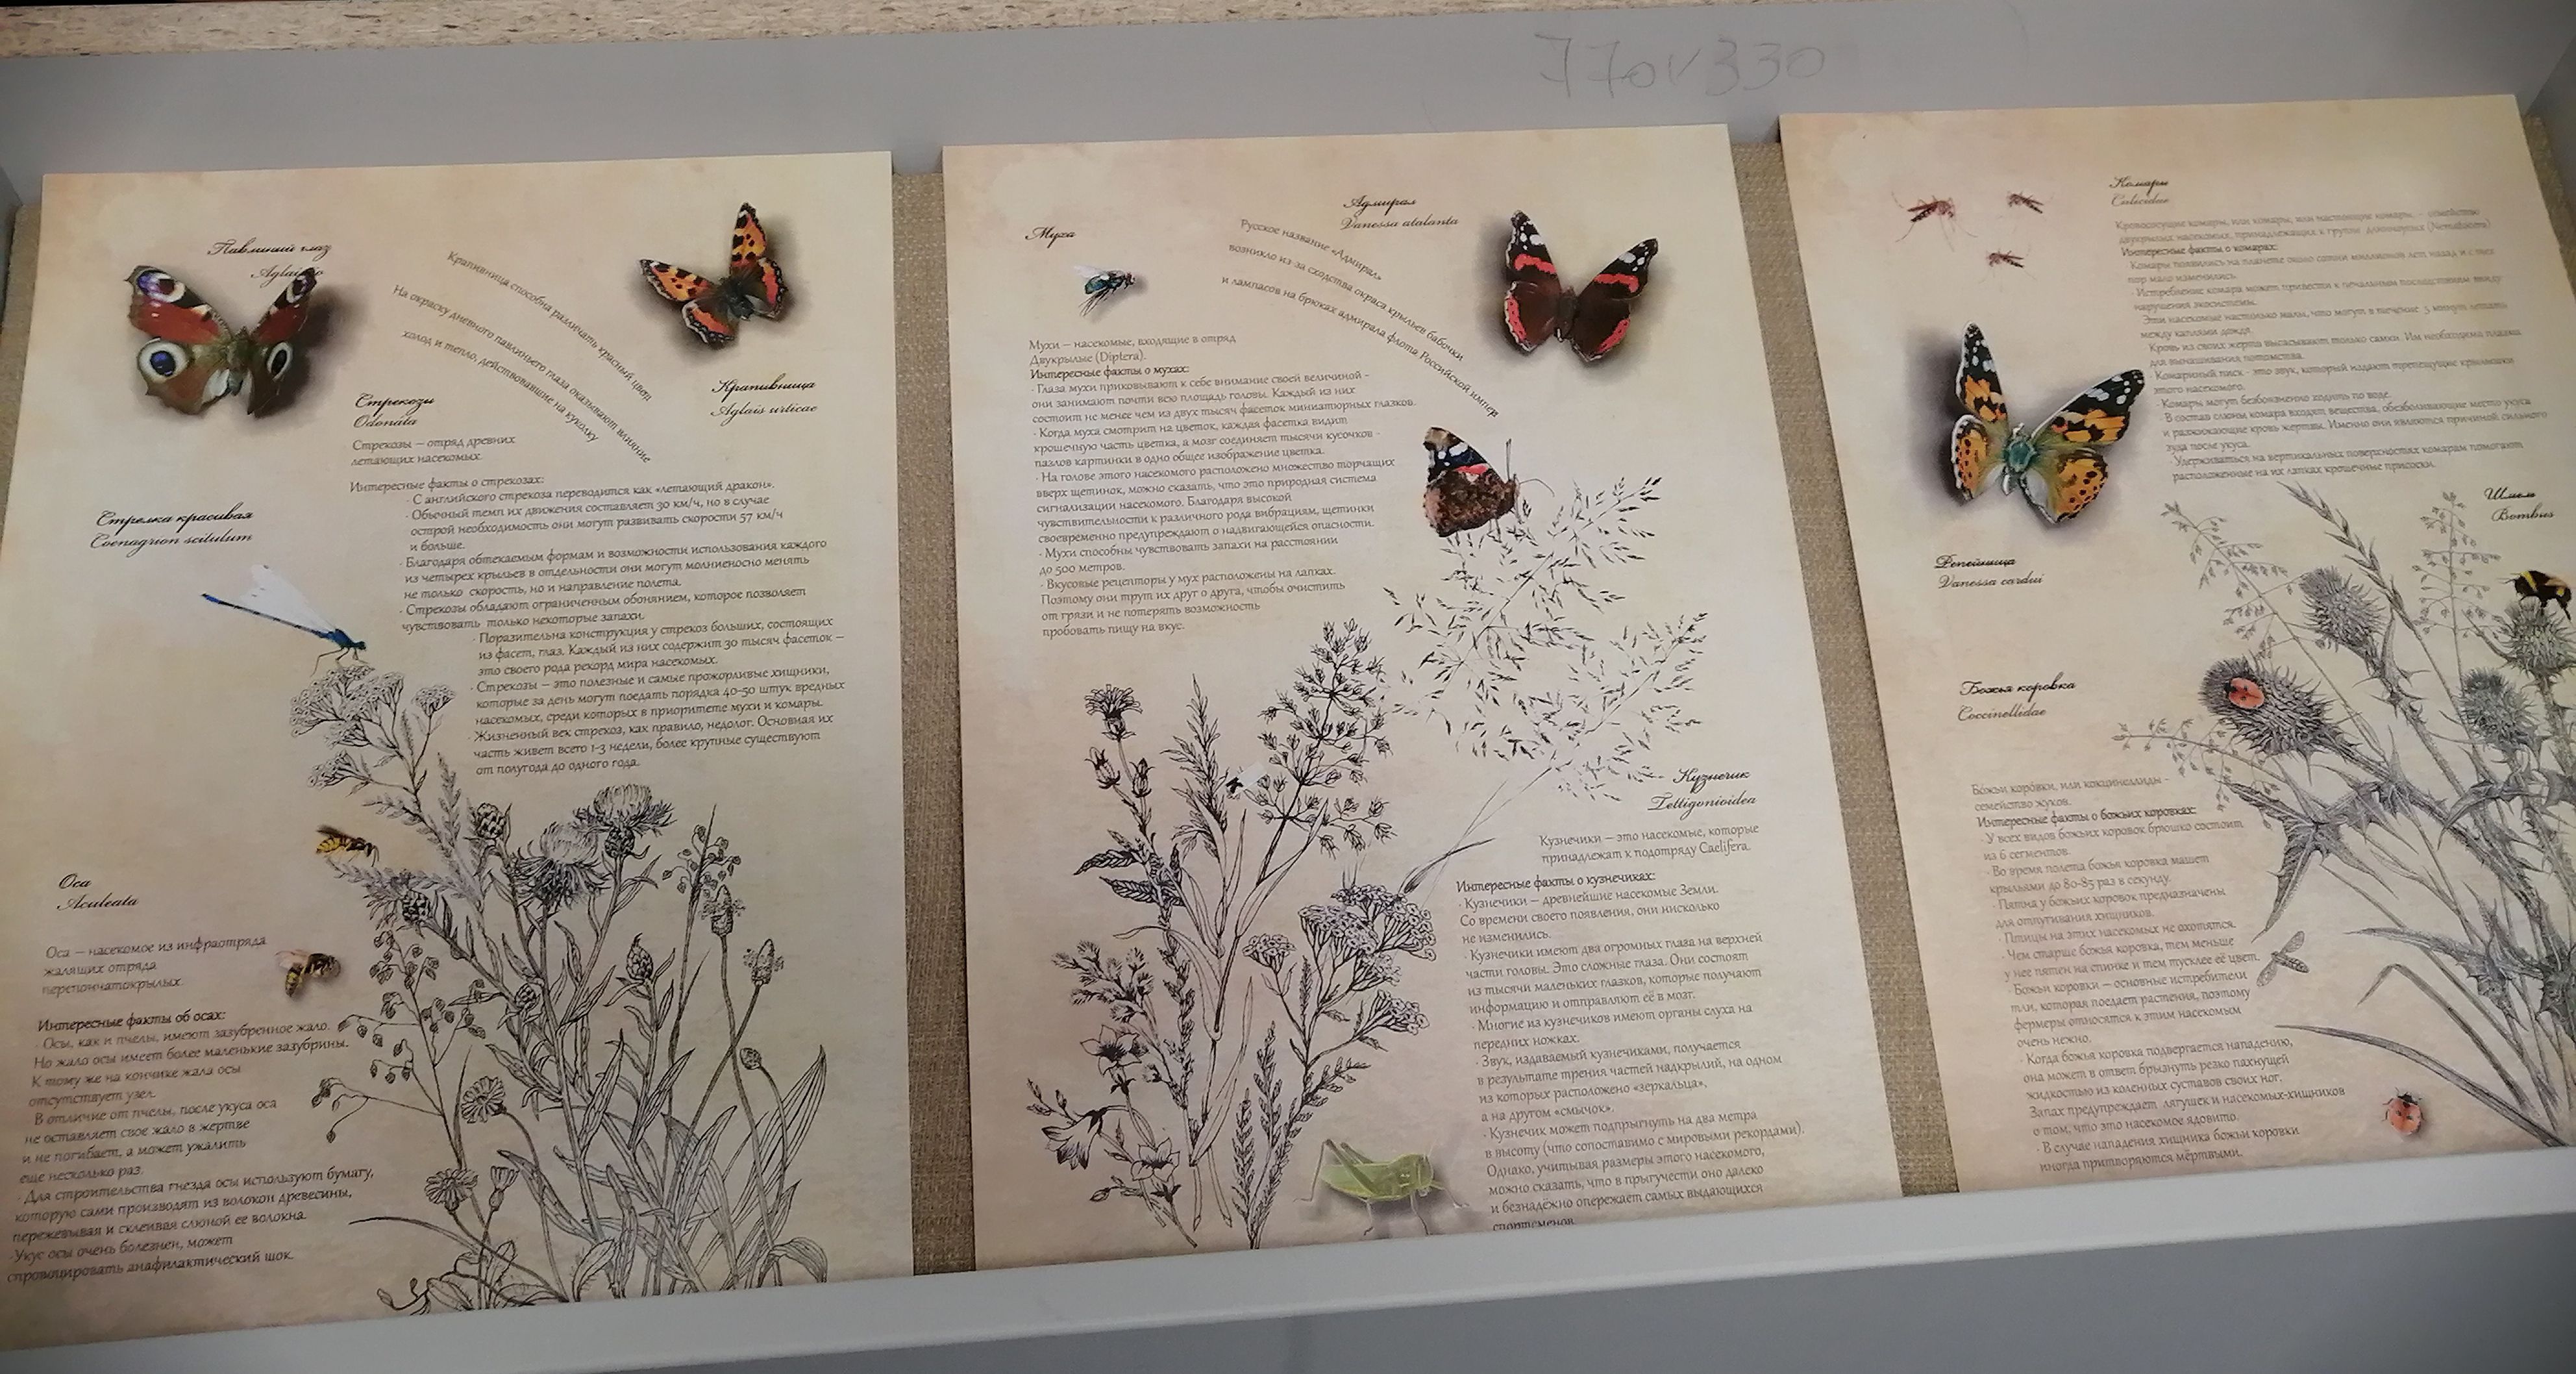 770х330
Павлиний глаз
Aglais io
Крапивница способна различать красный цвет
На окраску дневного павлиньего глаза оказывают влияние
холод и тепло, действовавшие на куколку
Крапивница
Aglais urticae
Стрекозы
Odonata
Стрекозы – отряд древних
летающих насекомых.
Интересные факты о стрекозах:
· С английского стрекоза переводится как «летающий дракон».
· Обычный темп их движения составляет 30 км/ч, но в случае
острой необходимость они могут развивать скорости 57 км/ч
и больше.
· Благодаря обтекаемым формам и возможности использования каждого
из четырех крыльев в отдельности они могут молниеносно менять
не только скорость, но и направление полета.
· Стрекозы обладают ограниченным обонянием, которое позволяет
чувствовать только некоторые запахи.
· Поразительна конструкция у стрекоз больших, состоящих
из фасет, глаз. Каждый из них содержит 30 тысяч фасеток –
это своего рода рекорд мира насекомых.
· Стрекозы – это полезные и самые прожорливые хищники,
которые за день могут поедать порядка 40-50 штук вредных
насекомых, среди которых в приоритете мухи и комары.
· Жизненный век стрекоз, как правило, недолог. Основная их
часть живет всего 1-3 недели, более крупные существуют
от полугода до одного года.
Стрелка красивая
Coenagrion scitulum
Оса
Aculeata
Оса – насекомое из инфраотряда
жалящих отряда
перепончатокрылых.
Интересные факты об осах:
· Осы, как и пчелы, имеют зазубренное жало.
Но жало осы имеет более маленькие зазубрины.
К тому же на кончике жала осы
отсутствует узел.
· В отличие от пчелы, после укуса оса
не оставляет свое жало в жертве
и не погибает, а может ужалить
еще несколько раз.
· Для строительства гнезда осы используют бумагу,
которую сами производят из волокон древесины,
пережевывая и склеивая слюной ее волокна.
·Укус осы очень болезнен, может
спровоцировать анафилактический шок.
Муха
Адмирал
Vanessa atalanta
Русское название «Адмирал»
возникло из-за сходства окраса крыльев бабочки
и лампасов на брюках адмирала флота Российской импер
Мухи – насекомые, входящие в отряд
Двукрылые (Diptera).
Интересные факты о мухах:
· Глаза мухи приковывают к себе внимание своей величиной –
они занимают почти всю площадь головы. Каждый из них
состоит не менее чем из двух тысяч фасеток миниатюрных глазков.
· Когда муха смотрит на цветок, каждая фасетка видит
крошечную часть цветка, а мозг соединяет тысячи кусочков -
пазлов картинки в одно общее изображение цветка.
· На голове этого насекомого расположено множество торчащих
вверх щетинок, можно сказать, что это природная система
сигнализации насекомого. Благодаря высокой
чувствительности к различного рода вибрациям, щетинки
своевременно предупреждают о надвигающейся опасности.
· Мухи способны чувствовать запахи на расстоянии
до 500 метров.
· Вкусовые рецепторы у мух расположены на лапках.
Поэтому они трут их друг о друга, чтобы очистить
от грязи и не потерять возможность
пробовать пищу на вкус.
Кузнечик
Tettigonioidea
Кузнечики – это насекомые, которые
принадлежат к подотряду Caelifera.
Интересные факты о кузнечиках:
· Кузнечики – древнейшие насекомые Земли.
Со времени своего появления, они нисколько
не изменились.
· Кузнечики имеют два огромных глаза на верхней
части головы. Это сложные глаза. Они состоят
из тысячи маленьких глазков, которые получают
информацию и отправляют её в мозг.
· Многие из кузнечиков имеют органы слуха на
передних ножках.
· Звук, издаваемый кузнечиками, получается
в результате трения частей надкрылий, на одном
из которых расположено «зеркальца»,
а на другом «смычок».
· Кузнечик может подпрыгнуть на два метра
в высоту (что сопоставимо с мировыми рекордами).
Однако, учитывая размеры этого насекомого,
можно сказать, что в прыгучести оно далеко
и безнадёжно опережает самых выдающихся
спортсменов.
Комары
Culicidae
Кровососущие комары, или комары, или настоящие комары, – семейство
двукрылых насекомых, принадлежащих к группе длинноусых (Nematocera)
Интересные факты о комарах:
· Комары появились на планете около сотни миллионов лет назад и с тех
пор мало изменились.
· Истребление комара может привести к печальным последствиям ввиду
нарушения экосистемы.
Эти насекомые настолько малы, что могут в течение 3 минут летать
между каплями дождя.
· Кровь из своих жертв высасывают только самки. Им необходима плазма
для вынашивания потомства.
· Комариный писк - это звук, который издают трепещущие крылышки
этого насекомого.
· Комары могут безбоязненно ходить по воде.
· В состав слюны комара входят вещества, обезболивающие место укуса
и разжижающие кровь жертвы. Именно они являются причиной сильного
зуда после укуса.
· Удерживаться на вертикальных поверхностях комарам помогают
расположенные на их лапках крошечные присоски.
Шмель
Bombus
Репейница
Vanessa cardui
Божья коровка
Coccinellidae
Бо́жьи коро́вки, или кокцинеллиды -
семейство жуков.
Интересные факты о божьих коровках:
· У всех видов божьих коровок брюшко состоит
из 6 сегментов.
· Во время полета божья коровка машет
крыльями до 80-85 раз в секунду.
· Пятна у божьих коровок предназначены
для отпугивания хищников.
· Птицы на этих насекомых не охотятся.
· Чем старше божья коровка, тем меньше
у нее пятен на спинке и тем тусклее её цвет.
Божьи коровки – основные истребители
тли, которая поедает растения, поэтому
фермеры относятся к этим насекомым
очень нежно.
· Когда божья коровка подвергается нападению,
она может в ответ брызнуть резко пахнущей
жидкостью из коленных суставов своих ног.
Запах предупреждает лягушек и насекомых-хищников
о том, что это насекомое ядовито.
· В случае нападения хищника божьи коровки
иногда притворяются мёртвыми.